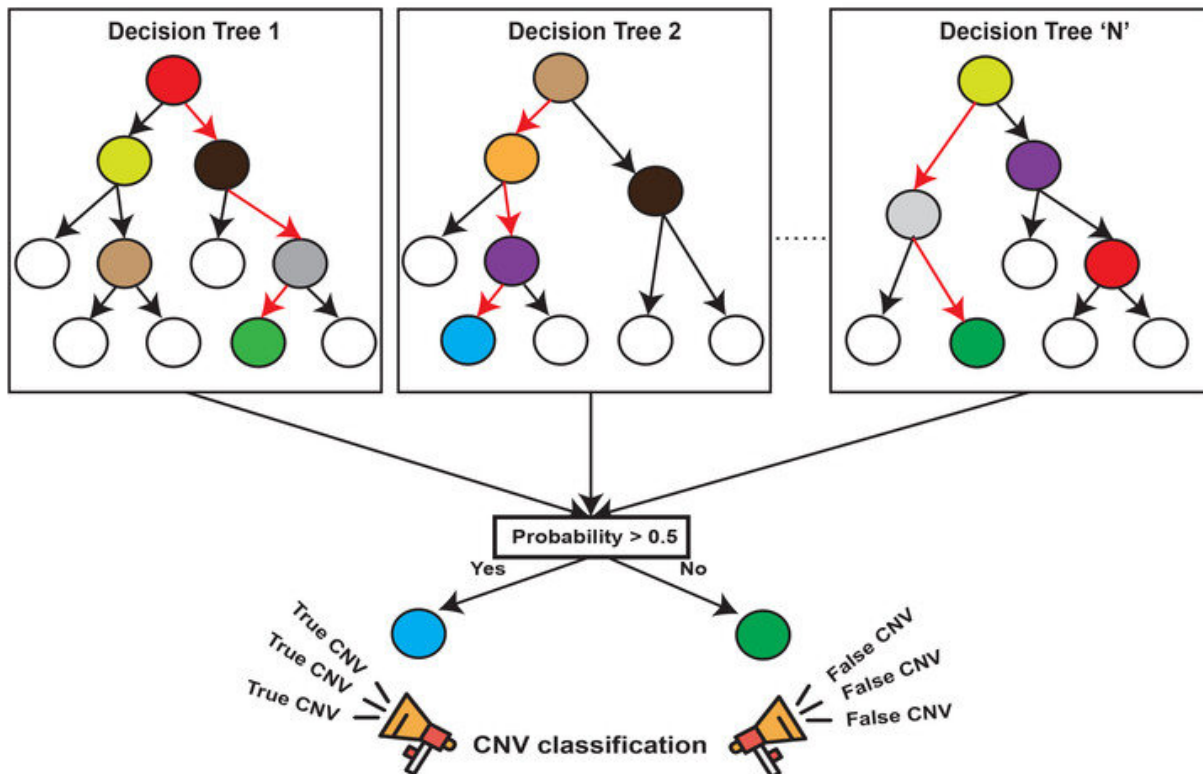 Decision Tree 1
Decision Tree 2
Decision Tree ‘N’
Probability > 0.5
Yes
No
True CNV
True CNV
True CNV
False CNV
False CNV
False CNV
CNV classification